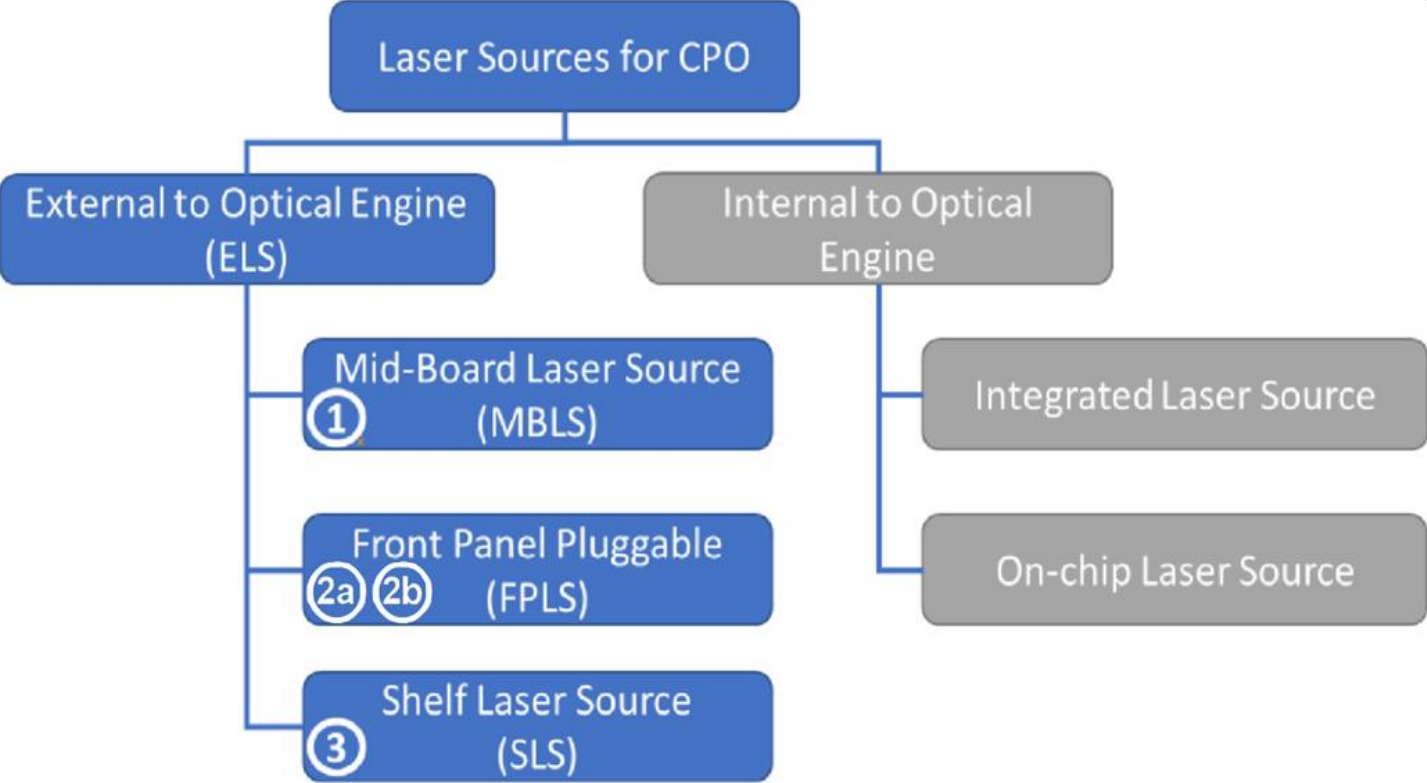 Laser Sources for CPO
External to Optical Engine
(ELS)
Internal to Optical
Engine
Mid-Board Laser Source
1 (MBLS)
Integrated Laser Source
Front Panel Pluggable
2a 2b (FPLS)
On-chip Laser Source
Shelf Laser Source
3 (SLS)